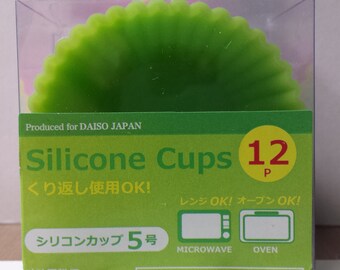 Produced for DAISO JAPAN
Silicone Cups 12
P
くり返し使用OK!
レンジOK! オーブンOK!
シリコンカップ5号
MICROWAVE OVEN